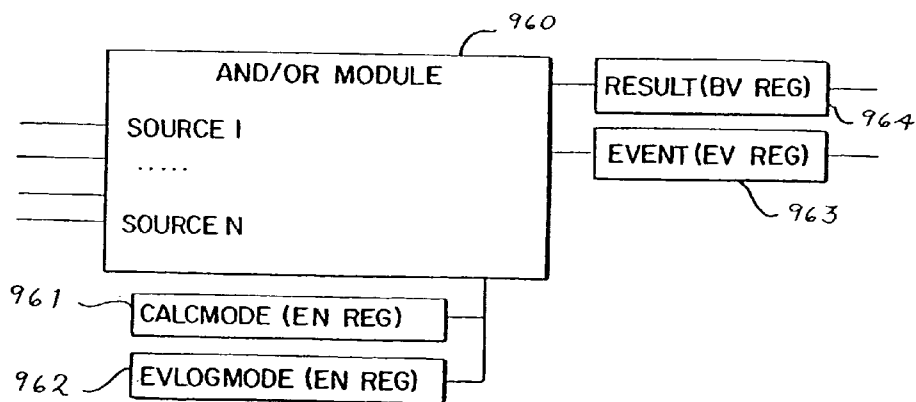 960
AND/OR MODULE
RESULT (BV REG)
964
SOURCE 1
EVENT (EV REG)
.....
963
SOURCE N
961
CALCMODE (EN REG)
962
EVLOGMODE (EN REG)